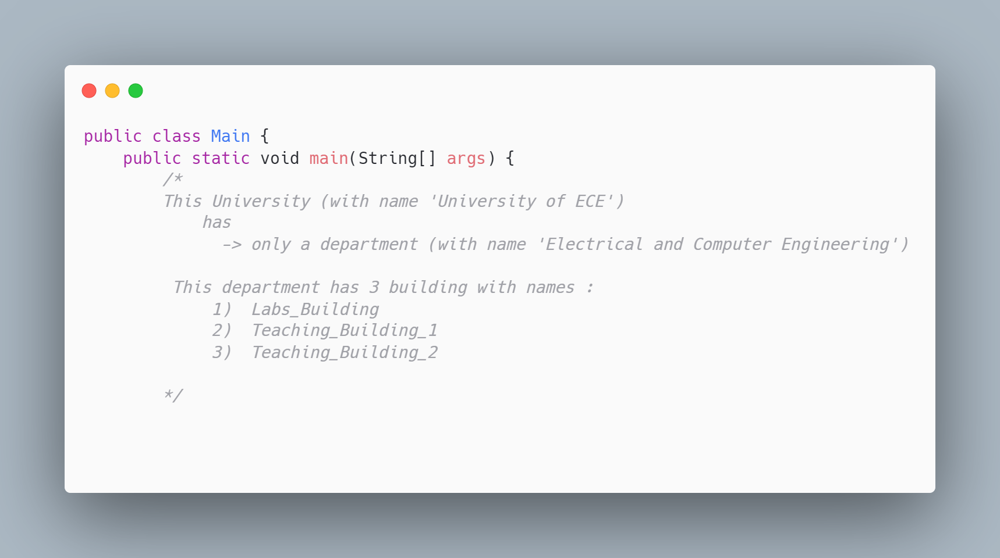 public class Main {
    public static void main(String[] args) {
        /*
        This University (with name 'University of ECE')
            has
              -> only a department (with name 'Electrical and Computer Engineering')

         This department has 3 building with names :
             1)  Labs_Building
             2)  Teaching_Building_1
             3)  Teaching_Building_2

        */